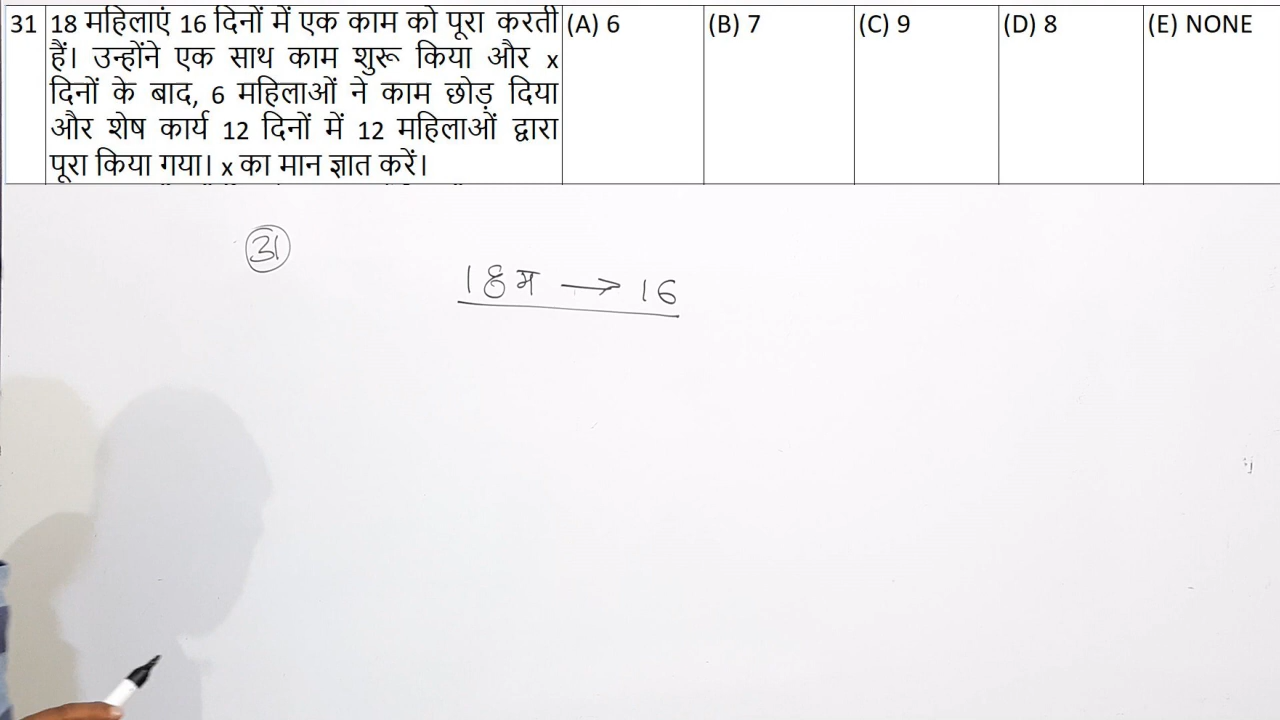 31 18 महिलाएं 16 दिनों में एक काम को पूरा करती (A) 6 (B) 7 (C) 9 (D) 8 (E) NONE
हैं। उन्होंने एक साथ काम शुरू किया और x
दिनों के बाद, 6 महिलाओं ने काम छोड़ दिया
और शेष कार्य 12 दिनों में 12 महिलाओं द्वारा
पूरा किया गया। x का मान ज्ञात करें।
31
18 म → 16